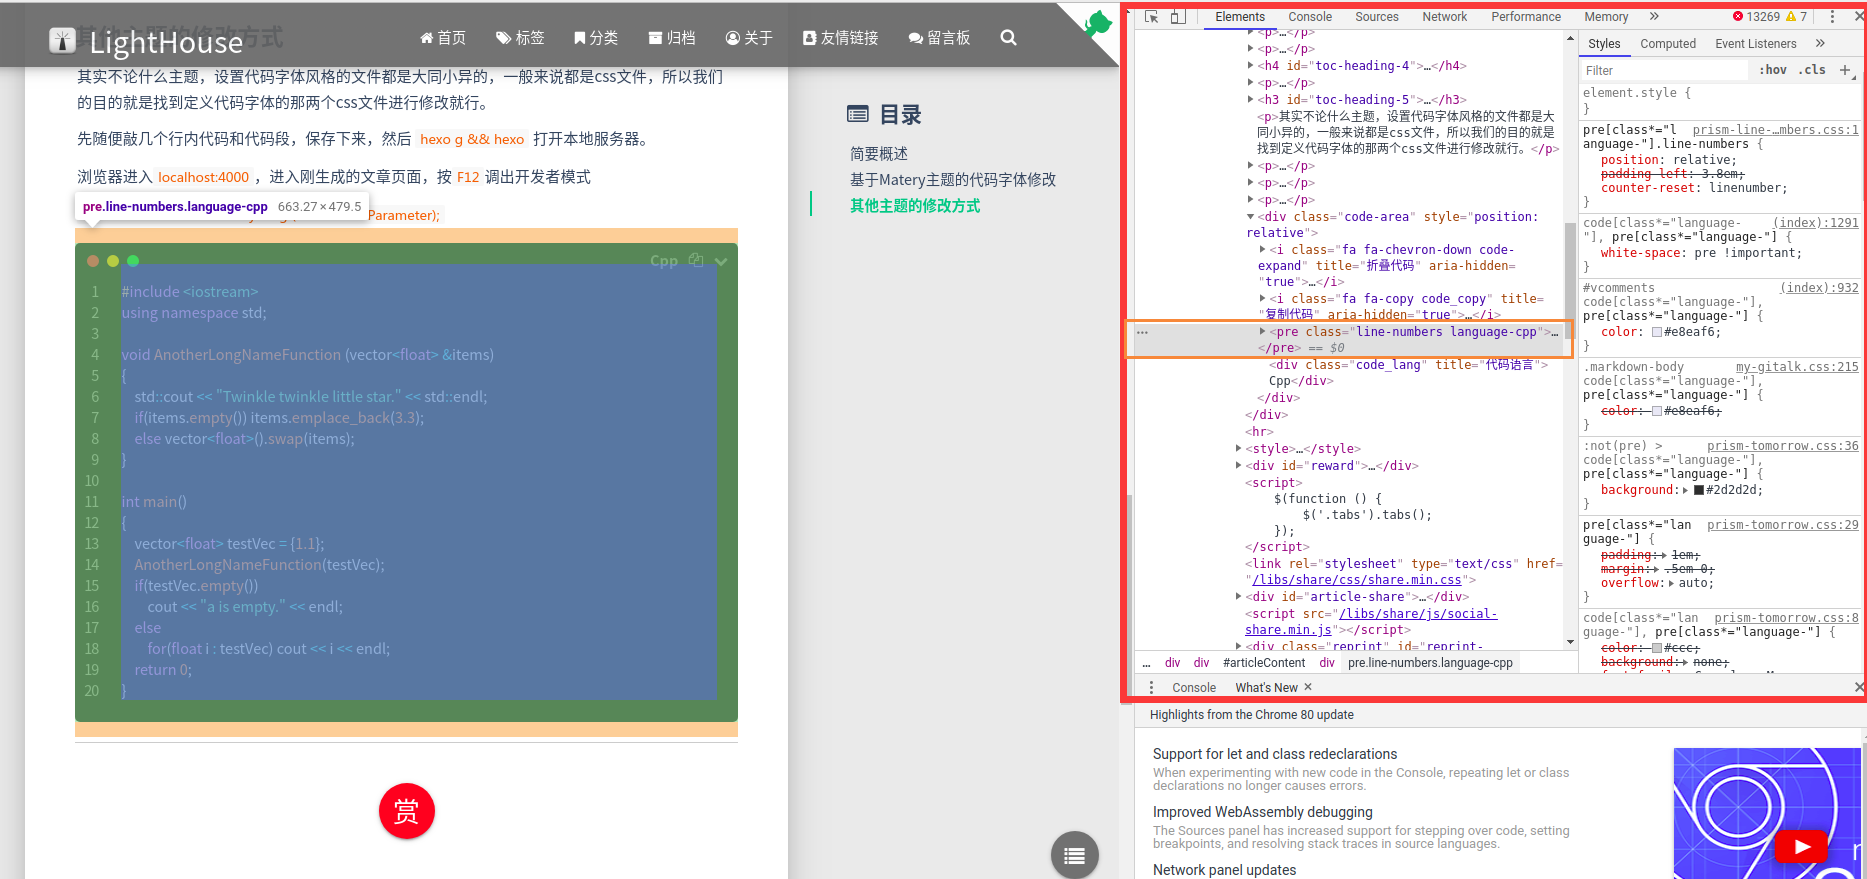 其他主题的修改方式
LightHouse
首页
标签
分类
归档
关于
友情链接
留言板
其实不论什么主题，设置代码字体风格的文件都是大同小异的，一般来说都是css文件，所以我们
的目的就是找到定义代码字体的那两个css文件进行修改就行。
先随便敲几个行内代码和代码段，保存下来，然后 hexo g && hexo 打开本地服务器。
浏览器进入 localhost:4000 ，进入刚生成的文章页面，按 F12 调出开发者模式
pre.line-numbers.language-cpp 663.27 × 479.5
Parameter);
Cpp
1 #include <iostream>
2 using namespace std;
3
4 void AnotherLongNameFunction (vector<float> &items)
5 {
6 std::cout << "Twinkle twinkle little star." << std::endl;
7 if(items.empty()) items.emplace_back(3.3);
8 else vector<float>().swap(items);
9 }
10
11 int main()
12 {
13 vector<float> testVec = {1.1};
14 AnotherLongNameFunction(testVec);
15 if(testVec.empty())
16 cout << "a is empty." << endl;
17 else
18 for(float i : testVec) cout << i << endl;
19 return 0;
20 }
赏
目录
简要概述
基于Matery主题的代码字体修改
其他主题的修改方式
Elements Console Sources Network Performance Memory » 13269 7
<p>…</p>
<p>…</p>
<h4 id="toc-heading-4">…</h4>
<p>…</p>
<h3 id="toc-heading-5">…</h3>
<p>其实不论什么主题，设置代码字体风格的文件都是大
同小异的，一般来说都是css文件，所以我们的目的就是
找到定义代码字体的那两个css文件进行修改就行。</p>
<p>…</p>
<p>…</p>
<p>…</p>
<div class="code-area" style="position:
relative">
<i class="fa fa-chevron-down code-
expand" title="折叠代码" aria-hidden=
"true">…</i>
<i class="fa fa-copy code_copy" title=
"复制代码" aria-hidden="true">…</i>
… <pre class="line-numbers language-cpp">…
</pre> == $0
<div class="code_lang" title="代码语言">
Cpp</div>
</div>
</div>
<hr>
<style>…</style>
<div id="reward">…</div>
<script>
$(function () {
$('.tabs').tabs();
});
</script>
<link rel="stylesheet" type="text/css" href=
"/libs/share/css/share.min.css">
<div id="article-share">…</div>
<script src="/libs/share/js/social-
share.min.js"></script>
<div class="reprint" id="reprint-
… div div #articleContent div pre.line-numbers.language-cpp
Styles Computed Event Listeners »
Filter :hov .cls +
element.style {
}
pre[class*="l prism-line-…mbers.css:1
anguage-"].line-numbers {
position: relative;
padding-left: 3.8em;
counter-reset: linenumber;
}
code[class*="language- (index):1291
"], pre[class*="language-"] {
white-space: pre !important;
}
#vcomments (index):932
code[class*="language-"],
pre[class*="language-"] {
color: #e8eaf6;
}
.markdown-body my-gitalk.css:215
code[class*="language-"],
pre[class*="language-"] {
color: #e8eaf6;
}
:not(pre) > prism-tomorrow.css:36
code[class*="language-"],
pre[class*="language-"] {
background: #2d2d2d;
}
pre[class*="lan prism-tomorrow.css:29
guage-"] {
padding: 1em;
margin: .5em 0;
overflow: auto;
}
code[class*="lan prism-tomorrow.css:8
guage-"], pre[class*="language-"] {
color: #ccc;
background: none;
Console What's New ×
Highlights from the Chrome 80 update
Support for let and class redeclarations
When experimenting with new code in the Console, repeating let or class
declarations no longer causes errors.
Improved WebAssembly debugging
The Sources panel has increased support for stepping over code, setting
breakpoints, and resolving stack traces in source languages.
Network panel updates